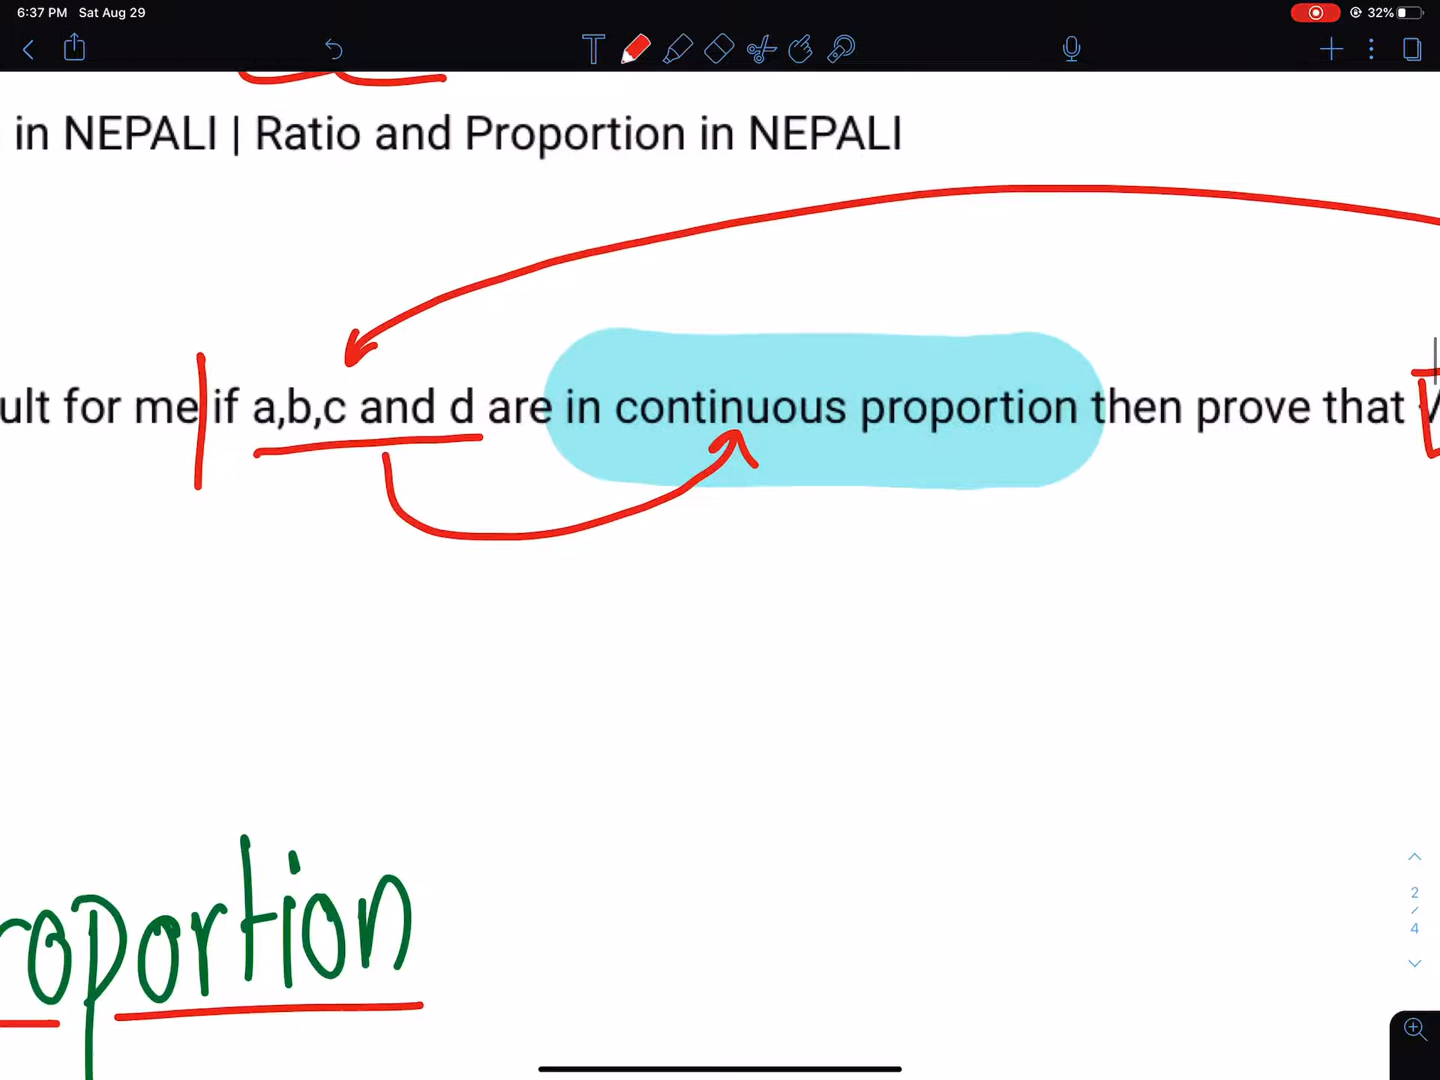 6:37 PM Sat Aug 29
32%
in NEPALI | Ratio and Proportion in NEPALI
ult for me if a,b,c and d are in continuous proportion then prove that
roportion
2
/
4